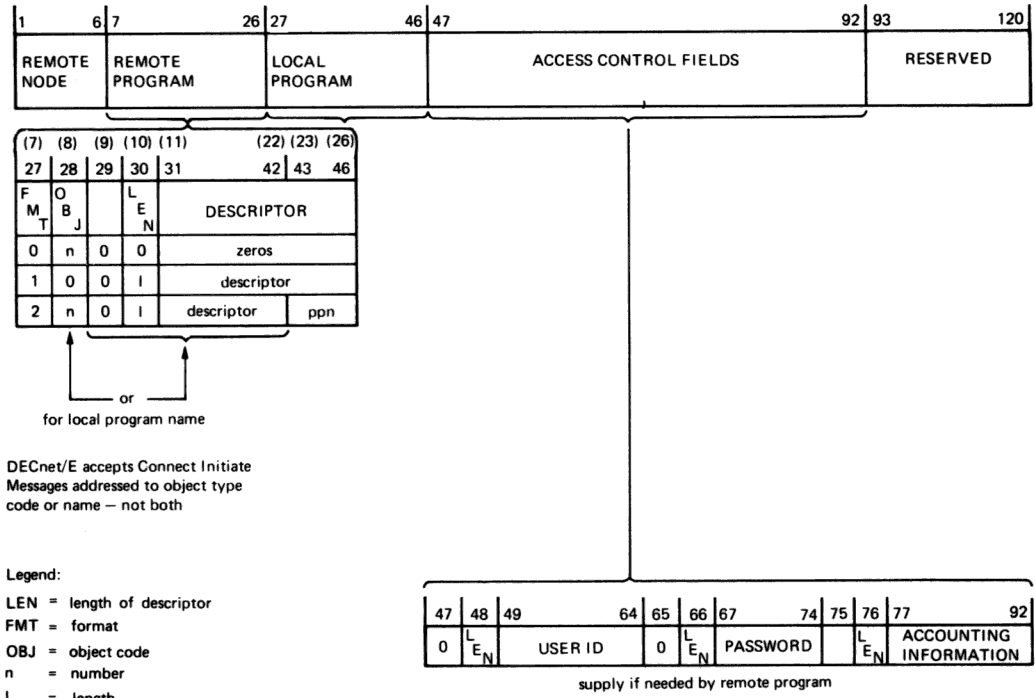 1 6 7 26 27 46 47 92 93 120
REMOTE NODE REMOTE PROGRAM LOCAL PROGRAM ACCESS CONTROL FIELDS RESERVED
(7) (8) (9) (10) (11) (22) (23) (26)
27 28 29 30 31 42 43 46
FMT OBJ LEN DESCRIPTOR
0 n 0 0 zeros
1 0 0 l descriptor
2 n 0 l descriptor ppn
or
for local program name
DECnet/E accepts Connect Initiate
Messages addressed to object type
code or name — not both
Legend:
LEN = length of descriptor
FMT = format
OBJ = object code
n = number
L = length
47 48 49 64 65 66 67 74 75 76 77 92
0 LEN USER ID 0 LEN PASSWORD LEN ACCOUNTING INFORMATION
supply if needed by remote program